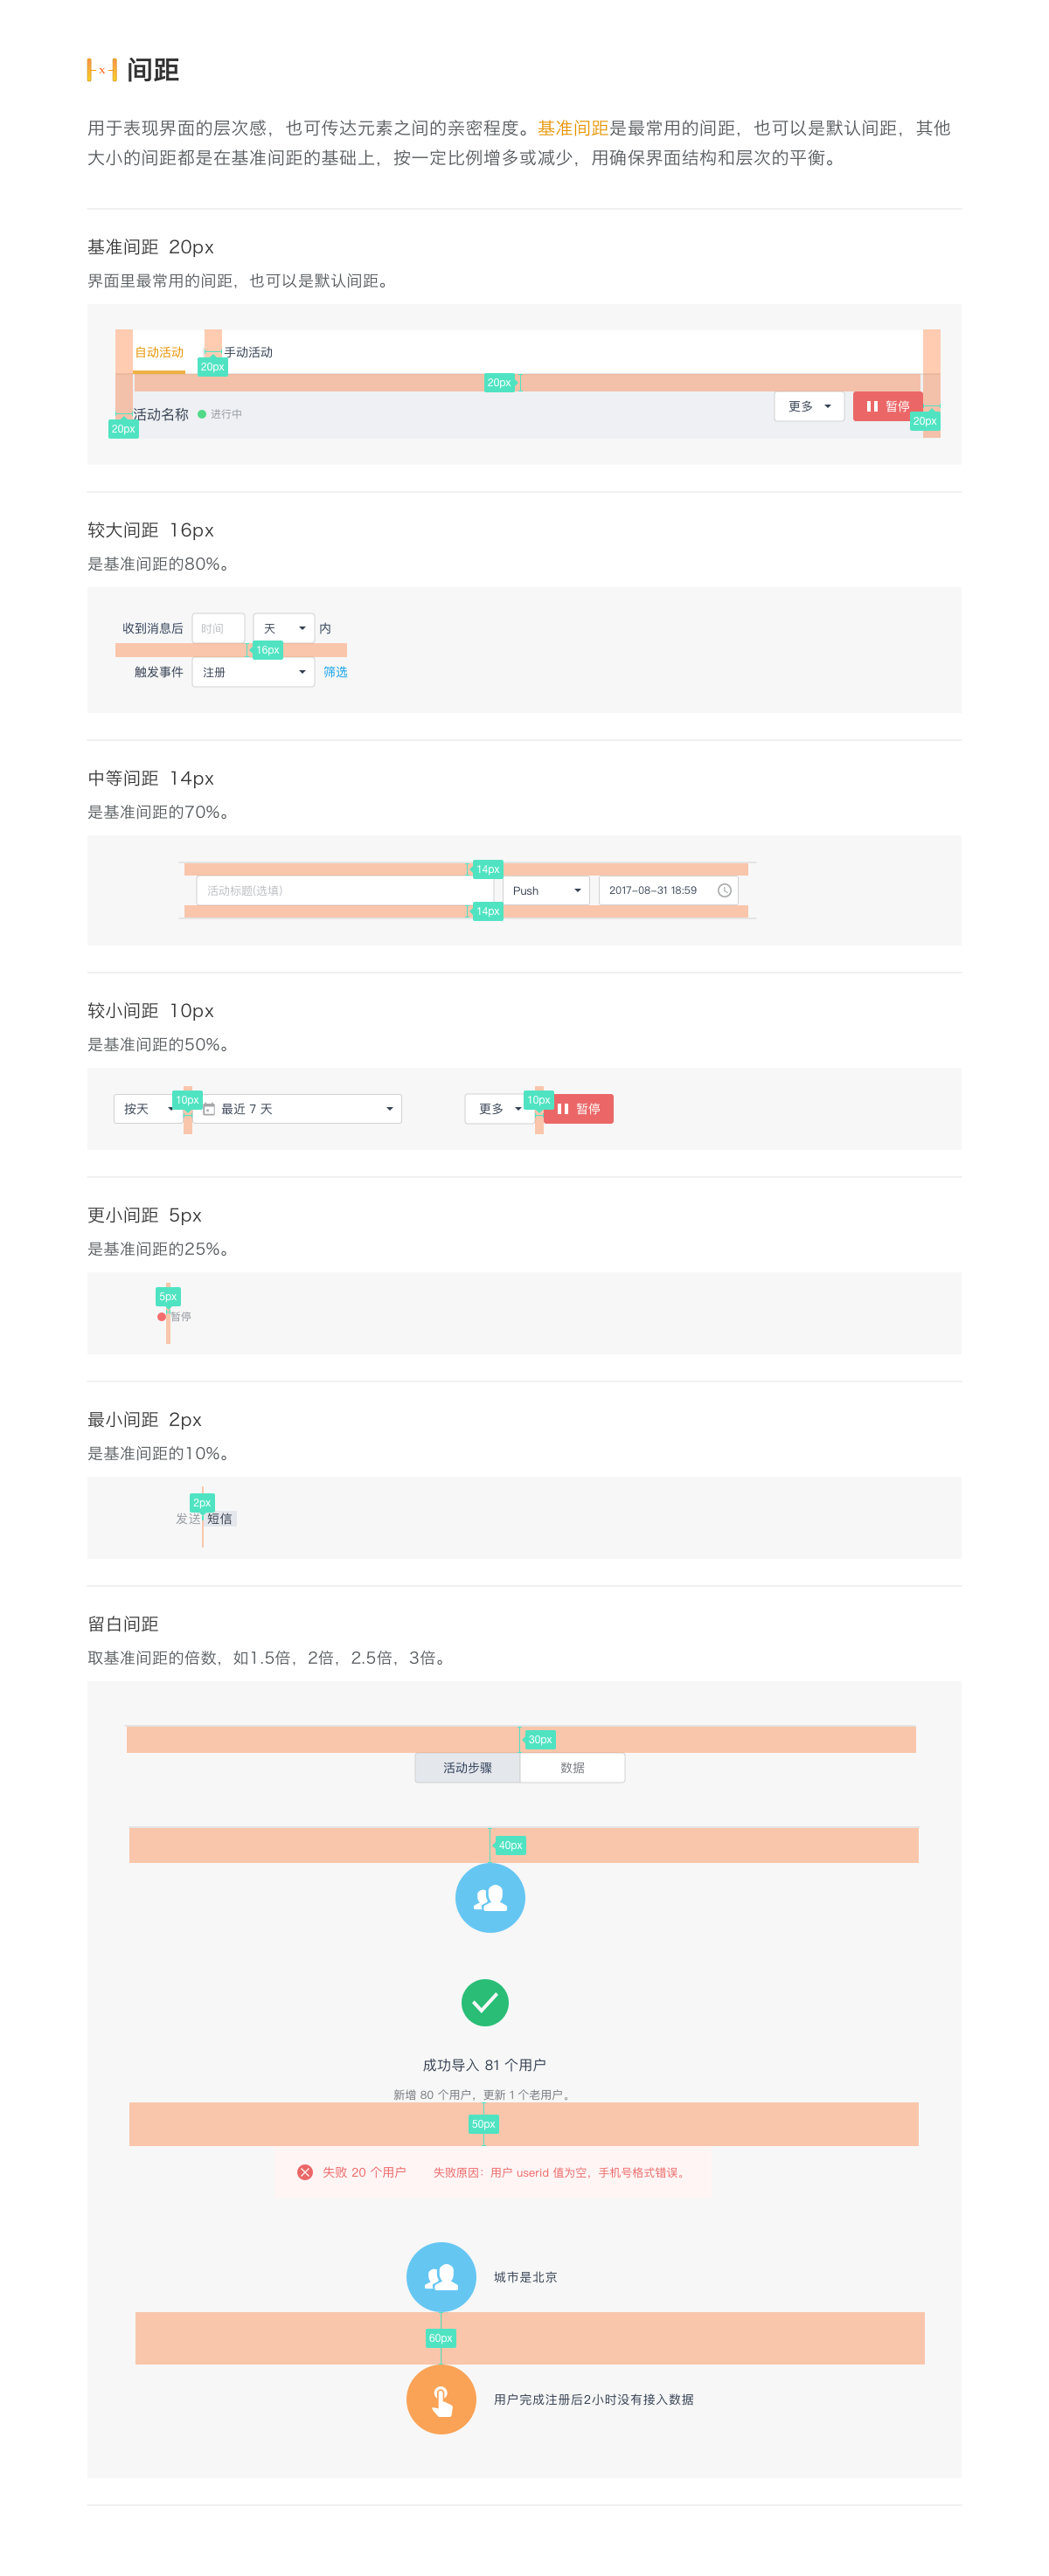 x 间距
用于表现界面的层次感，也可传达元素之间的亲密程度。基准间距是最常用的间距，也可以是默认间距，其他
大小的间距都是在基准间距的基础上，按一定比例增多或减少，用确保界面结构和层次的平衡。
基准间距 20px
界面里最常用的间距，也可以是默认间距。
自动活动 手动活动
20px
20px
活动名称 进行中 更多 暂停
20px 20px
较大间距 16px
是基准间距的80%。
收到消息后 时间 天 内
16px
触发事件 注册 筛选
中等间距 14px
是基准间距的70%。
14px
活动标题(选填) Push 2017-08-31 18:59
14px
较小间距 10px
是基准间距的50%。
按天 10px 最近 7 天 更多 10px 暂停
更小间距 5px
是基准间距的25%。
5px
暂停
最小间距 2px
是基准间距的10%。
2px
发送 短信
留白间距
取基准间距的倍数，如1.5倍，2倍，2.5倍，3倍。
30px
活动步骤 数据
40px
成功导入 81 个用户
新增 80 个用户，更新 1 个老用户。
50px
失败 20 个用户 失败原因：用户 userid 值为空，手机号格式错误。
城市是北京
60px
用户完成注册后2小时没有接入数据